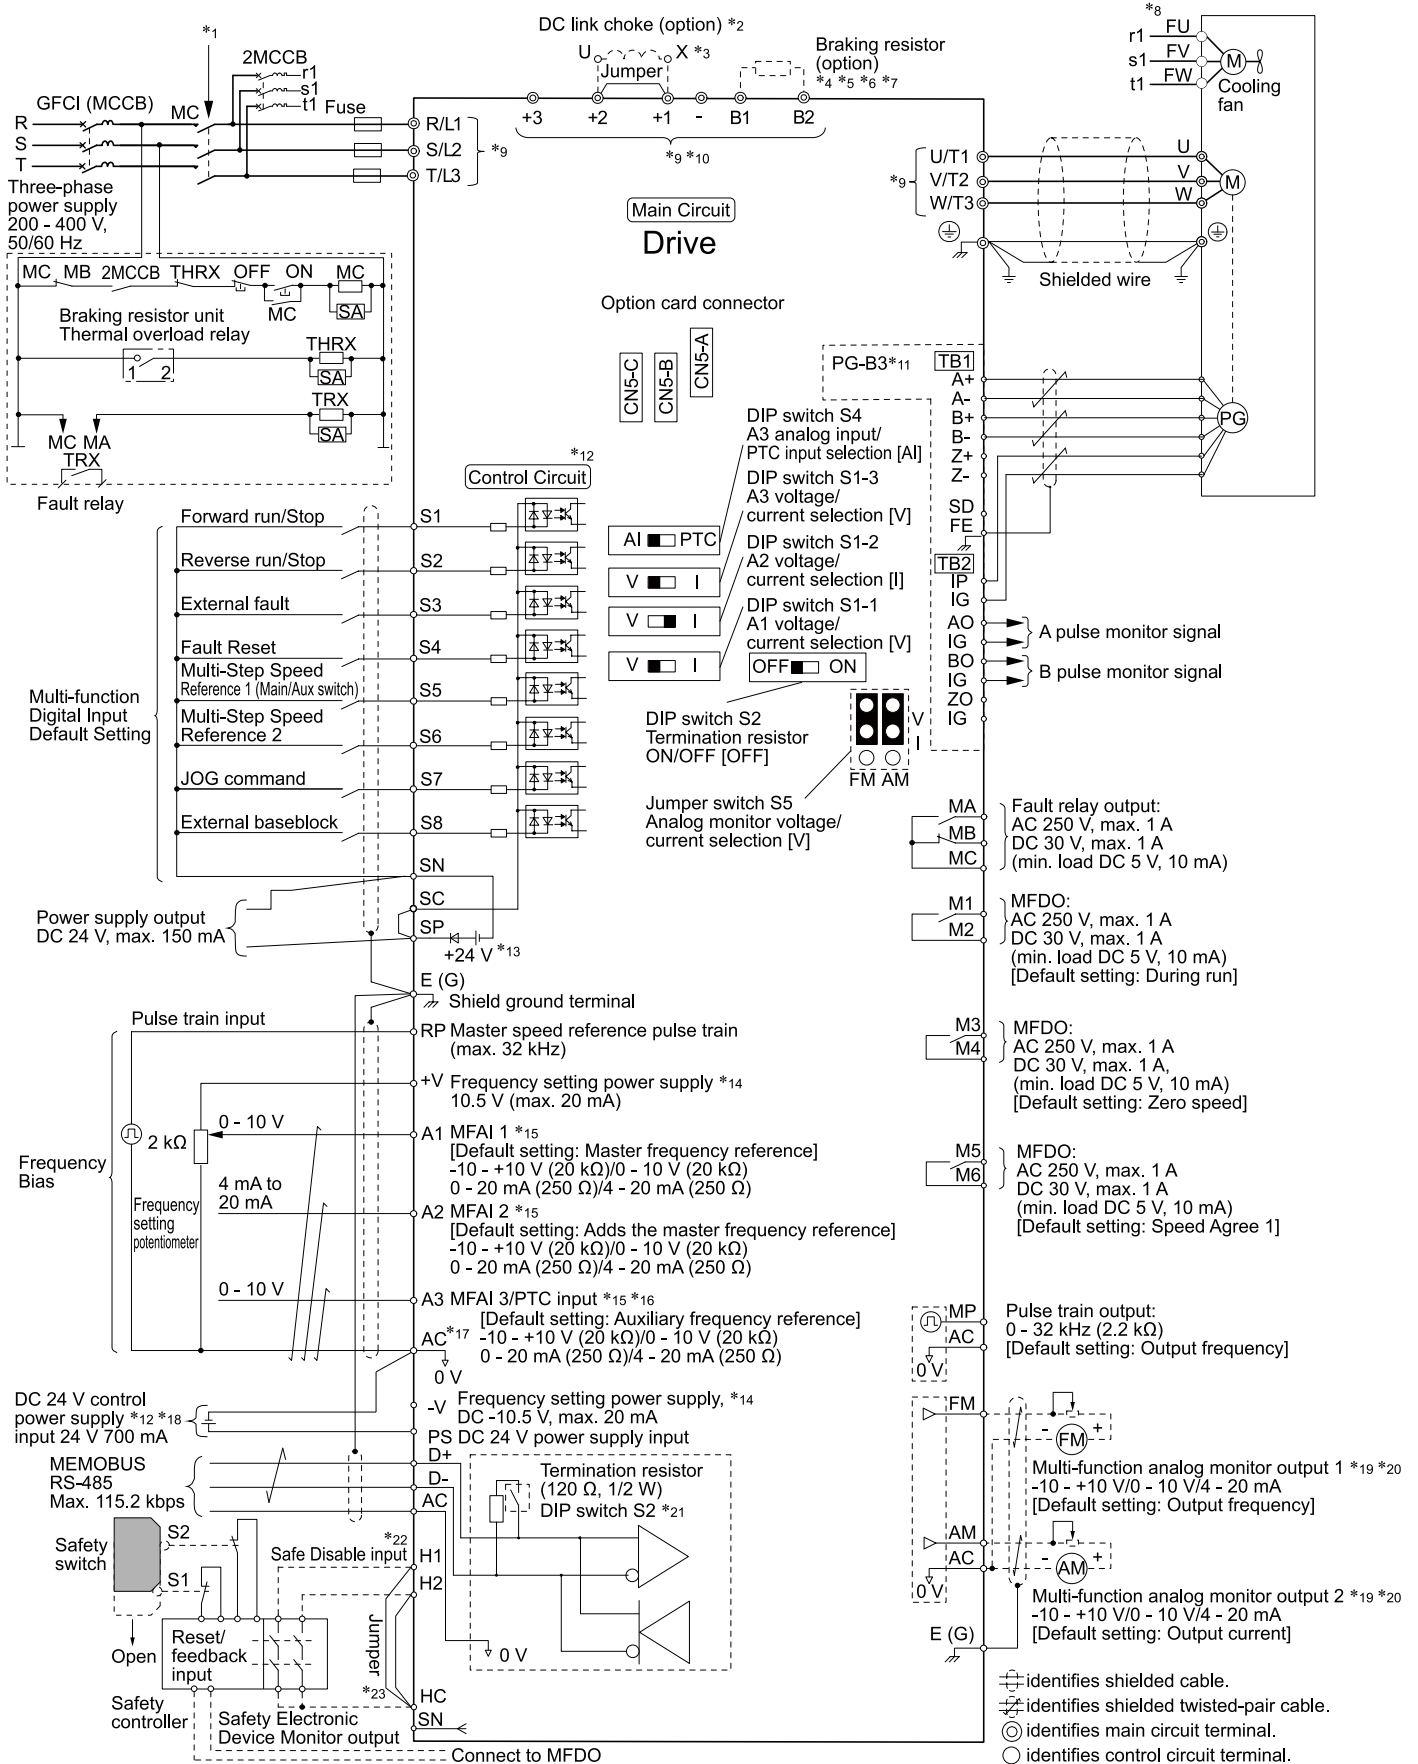 DC link choke (option) *2
*1
U
X *3
Jumper
Braking resistor
(option)
*4 *5 *6 *7
*8
r1 FU
s1 FV
t1 FW
M
Cooling
fan
2MCCB
r1
s1
t1
Fuse
GFCI (MCCB)
MC
R
S
T
R/L1
S/L2
T/L3
*9
+3 +2 +1 - B1 B2
*9 *10
Three-phase
power supply
200 - 400 V,
50/60 Hz
Main Circuit
Drive
*9
U/T1
V/T2
W/T3
U
V
W
M
Shielded wire
MC MB 2MCCB THRX OFF ON MC
MC
SA
Braking resistor unit
Thermal overload relay
1 2
THRX
SA
TRX
SA
MC MA
TRX
Fault relay
Option card connector
CN5-C
CN5-B
CN5-A
PG-B3*11
TB1
A+
A-
B+
B-
Z+
Z-
SD
FE
PG
TB2
IP
IG
AO
IG
BO
IG
ZO
IG
A pulse monitor signal
B pulse monitor signal
DIP switch S4
A3 analog input/
PTC input selection [AI]
DIP switch S1-3
A3 voltage/
current selection [V]
DIP switch S1-2
A2 voltage/
current selection [I]
DIP switch S1-1
A1 voltage/
current selection [V]
AI PTC
V I
V I
V I
OFF ON
DIP switch S2
Termination resistor
ON/OFF [OFF]
V
I
FM AM
Jumper switch S5
Analog monitor voltage/
current selection [V]
*12
Control Circuit
Multi-function
Digital Input
Default Setting
Forward run/Stop
S1
Reverse run/Stop
S2
External fault
S3
Fault Reset
S4
Multi-Step Speed
Reference 1 (Main/Aux switch)
S5
Multi-Step Speed
Reference 2
S6
JOG command
S7
External baseblock
S8
SN
SC
SP
Power supply output
DC 24 V, max. 150 mA
+24 V *13
E (G)
Shield ground terminal
MA
MB
MC
Fault relay output:
AC 250 V, max. 1 A
DC 30 V, max. 1 A
(min. load DC 5 V, 10 mA)
M1
M2
MFDO:
AC 250 V, max. 1 A
DC 30 V, max. 1 A
(min. load DC 5 V, 10 mA)
[Default setting: During run]
M3
M4
MFDO:
AC 250 V, max. 1 A
DC 30 V, max. 1 A,
(min. load DC 5 V, 10 mA)
[Default setting: Zero speed]
M5
M6
MFDO:
AC 250 V, max. 1 A
DC 30 V, max. 1 A
(min. load DC 5 V, 10 mA)
[Default setting: Speed Agree 1]
Pulse train input
RP Master speed reference pulse train
(max. 32 kHz)
+V Frequency setting power supply *14
10.5 V (max. 20 mA)
Frequency
Bias
2 kΩ
0 - 10 V
A1 MFAI 1 *15
[Default setting: Master frequency reference]
-10 - +10 V (20 kΩ)/0 - 10 V (20 kΩ)
0 - 20 mA (250 Ω)/4 - 20 mA (250 Ω)
4 mA to
20 mA
Frequency
setting
potentiometer
A2 MFAI 2 *15
[Default setting: Adds the master frequency reference]
-10 - +10 V (20 kΩ)/0 - 10 V (20 kΩ)
0 - 20 mA (250 Ω)/4 - 20 mA (250 Ω)
0 - 10 V
A3 MFAI 3/PTC input *15 *16
[Default setting: Auxiliary frequency reference]
AC*17 -10 - +10 V (20 kΩ)/0 - 10 V (20 kΩ)
0 - 20 mA (250 Ω)/4 - 20 mA (250 Ω)
0 V
-V Frequency setting power supply, *14
DC -10.5 V, max. 20 mA
DC 24 V control
power supply *12 *18
input 24 V 700 mA
PS DC 24 V power supply input
MP
AC
0 V
Pulse train output:
0 - 32 kHz (2.2 kΩ)
[Default setting: Output frequency]
FM
- +
FM
Multi-function analog monitor output 1 *19 *20
-10 - +10 V/0 - 10 V/4 - 20 mA
[Default setting: Output frequency]
AM
AC
0 V
- +
AM
Multi-function analog monitor output 2 *19 *20
-10 - +10 V/0 - 10 V/4 - 20 mA
[Default setting: Output current]
E (G)
MEMOBUS
RS-485
Max. 115.2 kbps
D+
D-
AC
Termination resistor
(120 Ω, 1/2 W)
DIP switch S2 *21
0 V
Safety
switch
S2
S1
Open
*22
Safe Disable input
H1
H2
Jumper
*23
HC
SN
Reset/
feedback
input
Safety
controller
Safety Electronic
Device Monitor output
Connect to MFDO
identifies shielded cable.
identifies shielded twisted-pair cable.
identifies main circuit terminal.
identifies control circuit terminal.